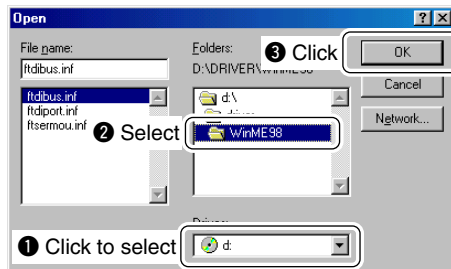 Open
File name:
Folders:
❸ Click
OK
ftdibus.inf
D:\DRIVER\WINME98
Cancel
ftdibus.inf
d:\
Network...
ftdiport.inf
ftsermou.inf
❷ Select
WinME98
❶ Click to select
d: